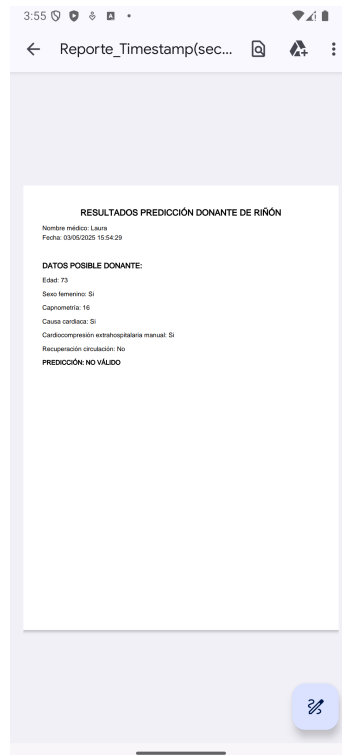 3:55
Reporte_Timestamp(sec...
RESULTADOS PREDICCIÓN DONANTE DE RIÑÓN
Nombre médico: Laura
Fecha: 03/05/2025 15:54:29
DATOS POSIBLE DONANTE:
Edad: 73
Sexo femenino: Si
Capnometría: 16
Causa cardiaca: Si
Cardiocompresión extrahospitalaria manual: Si
Recuperación circulación: No
PREDICCIÓN: NO VÁLIDO